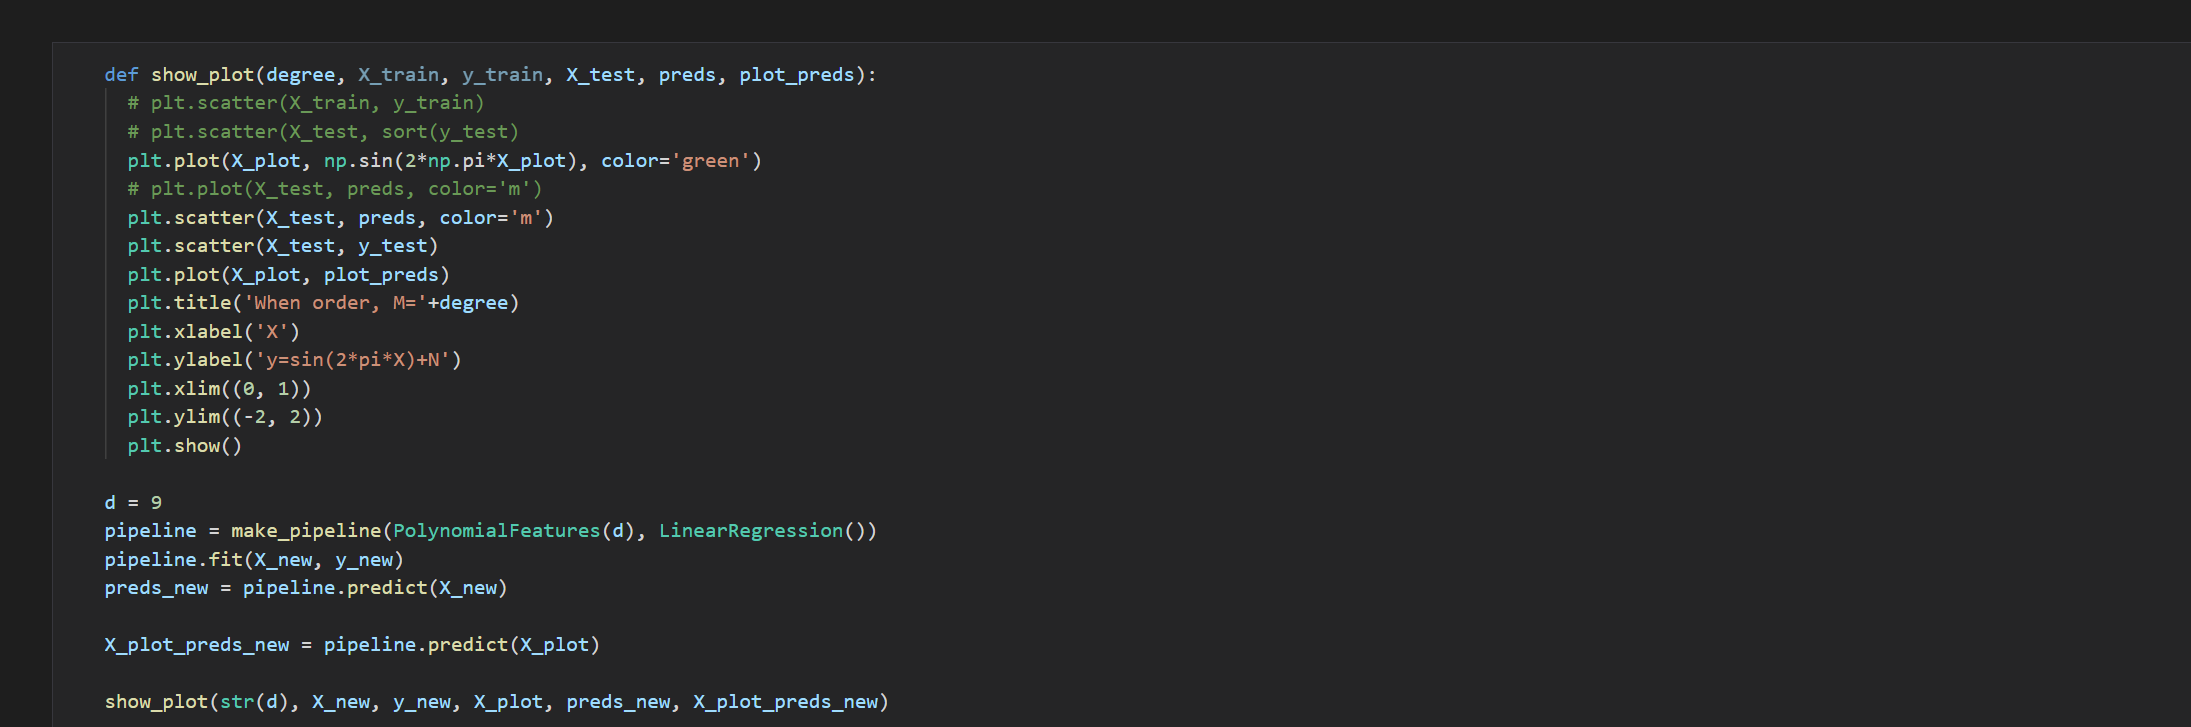 def show_plot(degree, X_train, y_train, X_test, preds, plot_preds):
# plt.scatter(X_train, y_train)
# plt.scatter(X_test, sort(y_test)
plt.plot(X_plot, np.sin(2*np.pi*X_plot), color='green')
# plt.plot(X_test, preds, color='m')
plt.scatter(X_test, preds, color='m')
plt.scatter(X_test, y_test)
plt.plot(X_plot, plot_preds)
plt.title('When order, M='+degree)
plt.xlabel('X')
plt.ylabel('y=sin(2*pi*X)+N')
plt.xlim((0, 1))
plt.ylim((-2, 2))
plt.show()
d = 9
pipeline = make_pipeline(PolynomialFeatures(d), LinearRegression())
pipeline.fit(X_new, y_new)
preds_new = pipeline.predict(X_new)
X_plot_preds_new = pipeline.predict(X_plot)
show_plot(str(d), X_new, y_new, X_plot, preds_new, X_plot_preds_new)